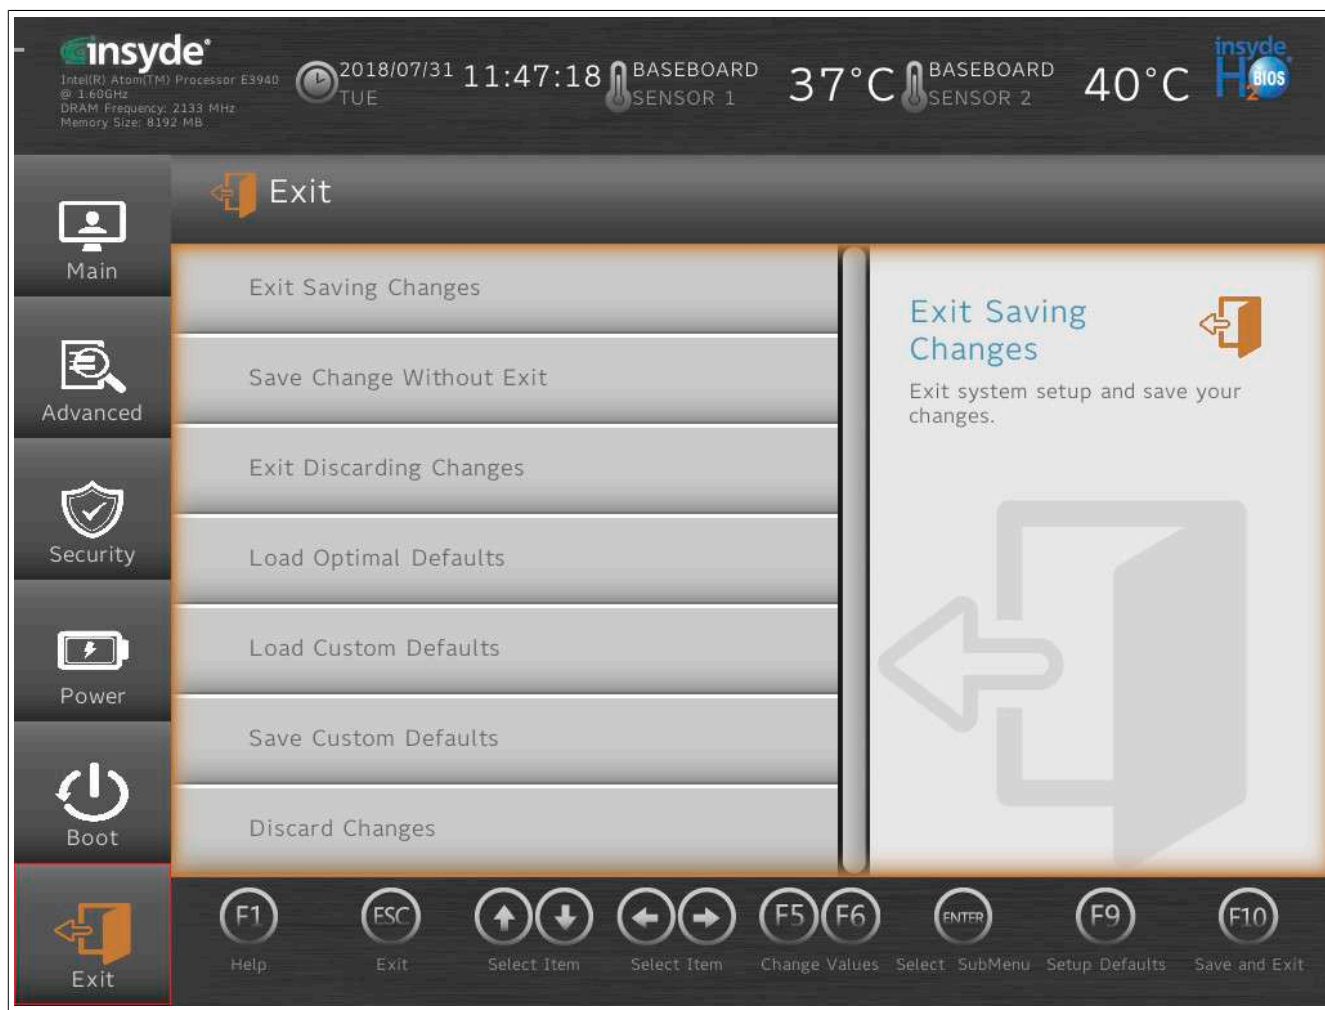 insyde®
Intel(R) Atom(TM) Processor E3940
@ 1.60GHz
DRAM Frequency: 2133 MHz
Memory Size: 8192 MB
2018/07/31
TUE
11:47:18
BASEBOARD
SENSOR 1
37°C
BASEBOARD
SENSOR 2
40°C
insyde
H2BIOS
Exit
Main
Advanced
Security
Power
Boot
Exit
Exit Saving Changes
Save Change Without Exit
Exit Discarding Changes
Load Optimal Defaults
Load Custom Defaults
Save Custom Defaults
Discard Changes
Exit Saving
Changes
Exit system setup and save your
changes.
F1
Help
ESC
Exit
Select Item
Select Item
F5 F6
Change Values
ENTER
Select SubMenu
F9
Setup Defaults
F10
Save and Exit